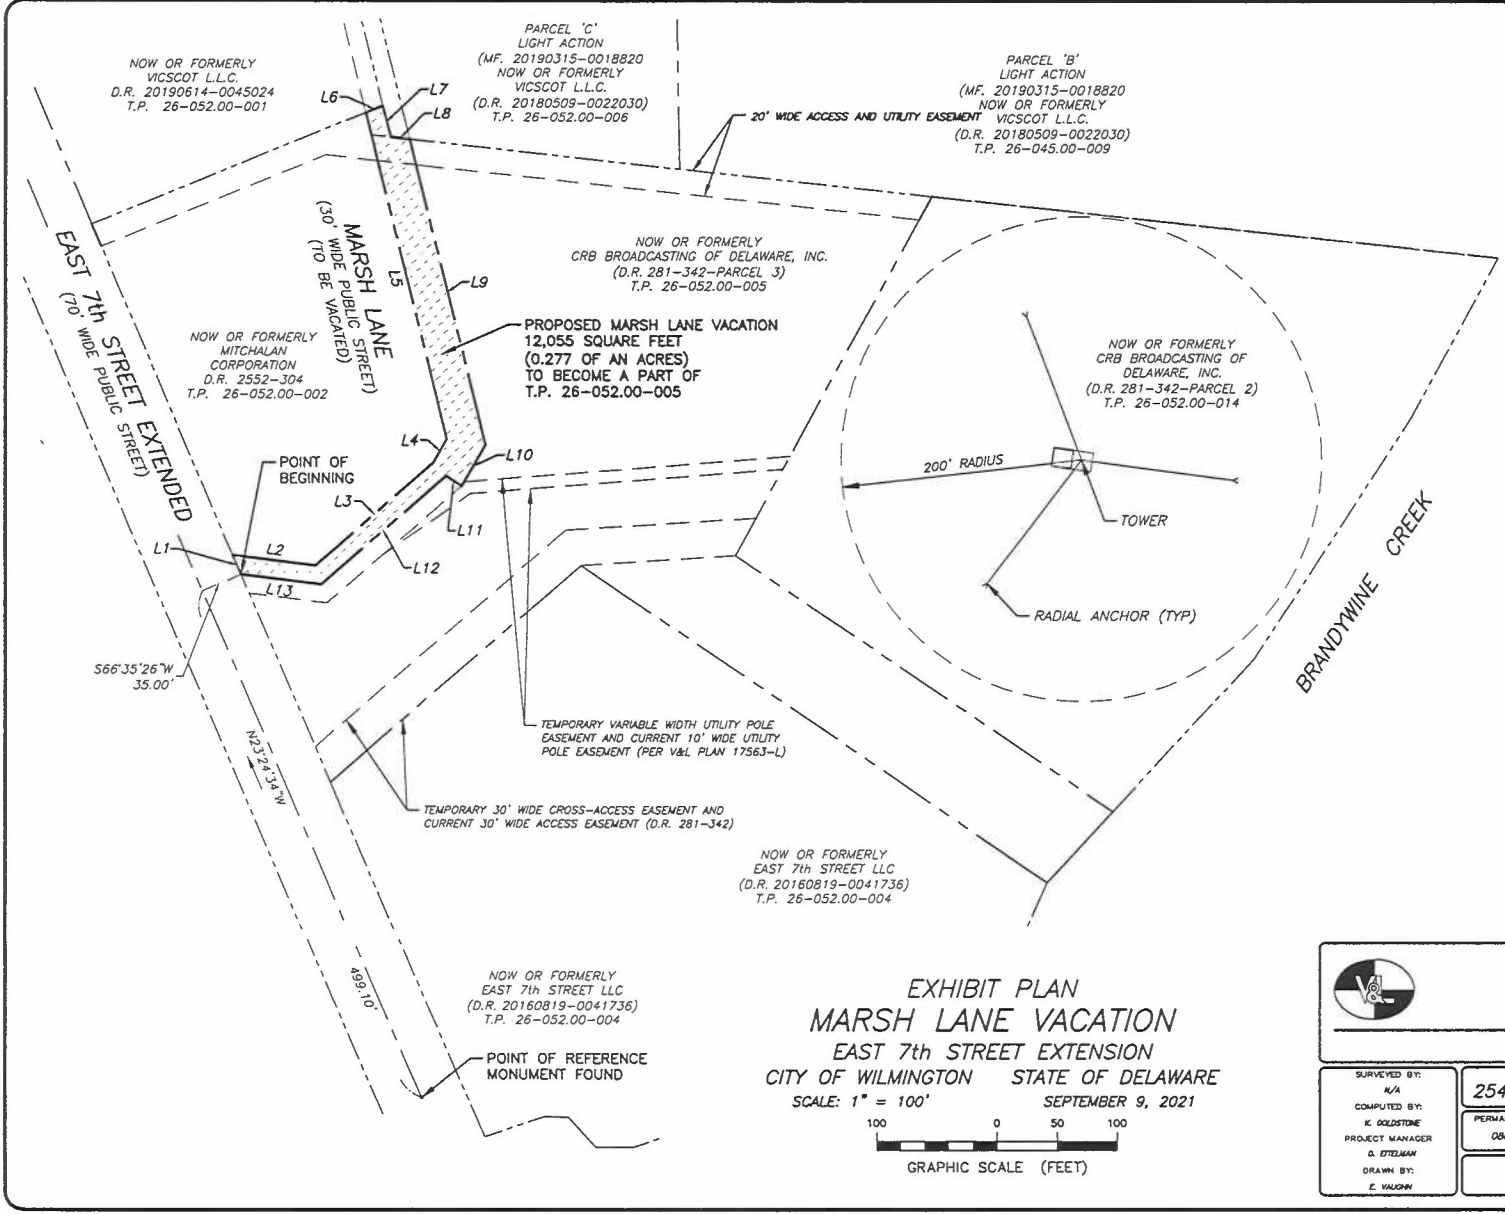 NOW OR FORMERLY
VICSCOT L.L.C.
D.R. 20190614-0045024
T.P. 26-052.00-001
PARCEL 'C'
LIGHT ACTION
(MF. 20190315-0018820
NOW OR FORMERLY
VICSCOT L.L.C.
(D.R. 20180509-0022030)
T.P. 26-052.00-006
PARCEL 'B'
LIGHT ACTION
(MF. 20190315-0018820
NOW OR FORMERLY
VICSCOT L.L.C.
(D.R. 20180509-0022030)
T.P. 26-045.00-009
20' WIDE ACCESS AND UTILITY EASEMENT
L6
L7
L8
MARSH LANE
(30' WIDE PUBLIC STREET)
(TO BE VACATED)
L5
L9
EAST 7th STREET EXTENDED
(70' WIDE PUBLIC STREET)
NOW OR FORMERLY
CRB BROADCASTING OF DELAWARE, INC.
(D.R. 281-342-PARCEL 3)
T.P. 26-052.00-005
PROPOSED MARSH LANE VACATION
12,055 SQUARE FEET
(0.277 OF AN ACRES)
TO BECOME A PART OF
T.P. 26-052.00-005
NOW OR FORMERLY
MITCHALAN
CORPORATION
D.R. 2552-304
T.P. 26-052.00-002
NOW OR FORMERLY
CRB BROADCASTING OF
DELAWARE, INC.
(D.R. 281-342-PARCEL 2)
T.P. 26-052.00-014
L4
L10
POINT OF
BEGINNING
200' RADIUS
L3
L11
TOWER
L1
L2
L12
L13
RADIAL ANCHOR (TYP)
BRANDYWINE CREEK
S66°35'26"W
35.00'
N23°24'34"W
499.10'
TEMPORARY VARIABLE WIDTH UTILITY POLE
EASEMENT AND CURRENT 10' WIDE UTILITY
POLE EASEMENT (PER V&L PLAN 17563-L)
TEMPORARY 30' WIDE CROSS-ACCESS EASEMENT AND
CURRENT 30' WIDE ACCESS EASEMENT (D.R. 281-342)
NOW OR FORMERLY
EAST 7th STREET LLC
(D.R. 20160819-0041736)
T.P. 26-052.00-004
NOW OR FORMERLY
EAST 7th STREET LLC
(D.R. 20160819-0041736)
T.P. 26-052.00-004
POINT OF REFERENCE
MONUMENT FOUND
EXHIBIT PLAN
MARSH LANE VACATION
EAST 7th STREET EXTENSION
CITY OF WILMINGTON STATE OF DELAWARE
SCALE: 1" = 100' SEPTEMBER 9, 2021
100 0 50 100
GRAPHIC SCALE (FEET)
V&L
SURVEYED BY:
N/A
COMPUTED BY:
K. GOLDSTONE
PROJECT MANAGER
D. EITELMAN
DRAWN BY:
E. VAUGHN
254
PERMA